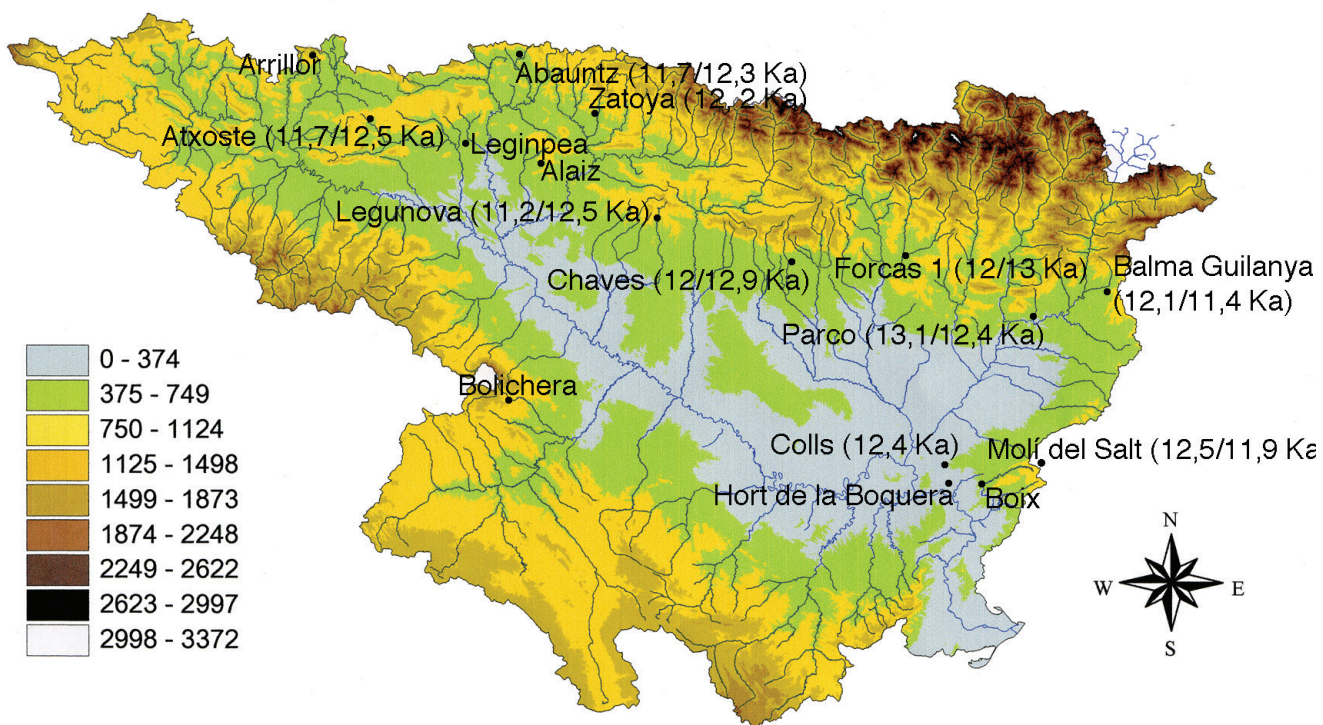 Arrillor
Abauntz (11,7/12,3 Ka)
Zatoya (12, 2 Ka)
Atxoste (11,7/12,5 Ka)
Leginpea
Alaiz
Legunova (11,2/12,5 Ka)
Chaves (12/12,9 Ka)
Forcas 1 (12/13 Ka)
Balma Guilanya
(12,1/11,4 Ka)
Parco (13,1/12,4 Ka)
0 - 374
375 - 749
750 - 1124
1125 - 1498
1499 - 1873
1874 - 2248
2249 - 2622
2623 - 2997
2998 - 3372
Bolichera
Colls (12,4 Ka)
Molí del Salt (12,5/11,9 Ka
Hort de la Boquera
Boix
N
W
E
S